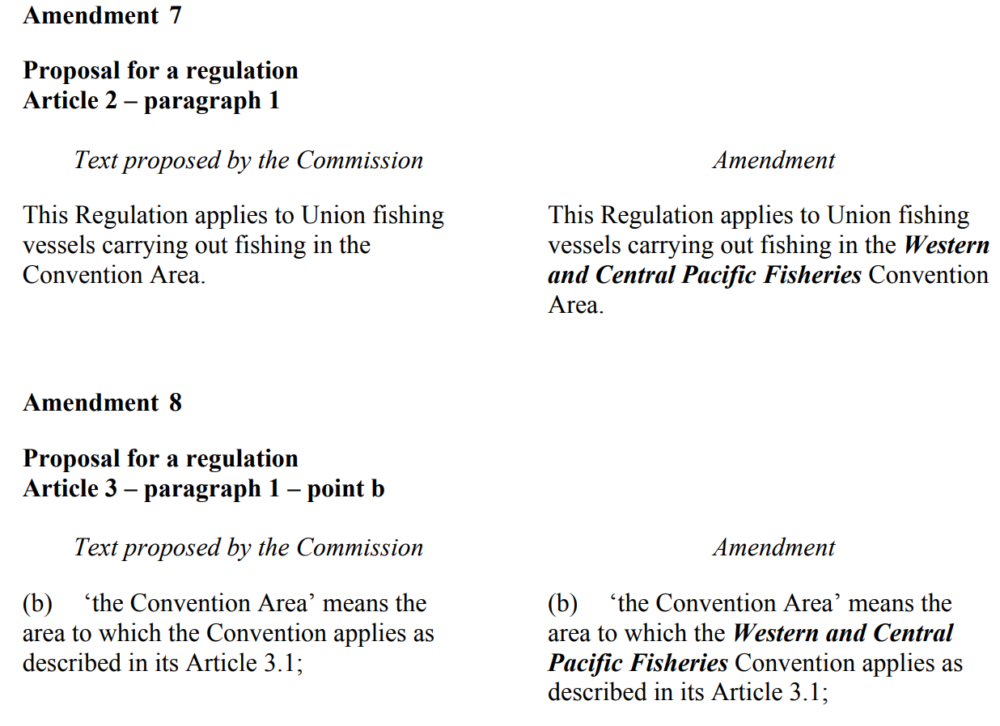 Amendment 7
Proposal for a regulation
Article 2 – paragraph 1
Text proposed by the Commission
Amendment
This Regulation applies to Union fishing
vessels carrying out fishing in the
Convention Area.
This Regulation applies to Union fishing
vessels carrying out fishing in the Western
and Central Pacific Fisheries Convention
Area.
Amendment 8
Proposal for a regulation
Article 3 – paragraph 1 – point b
Text proposed by the Commission
Amendment
(b) ‘the Convention Area’ means the
area to which the Convention applies as
described in its Article 3.1;
(b) ‘the Convention Area’ means the
area to which the Western and Central
Pacific Fisheries Convention applies as
described in its Article 3.1;